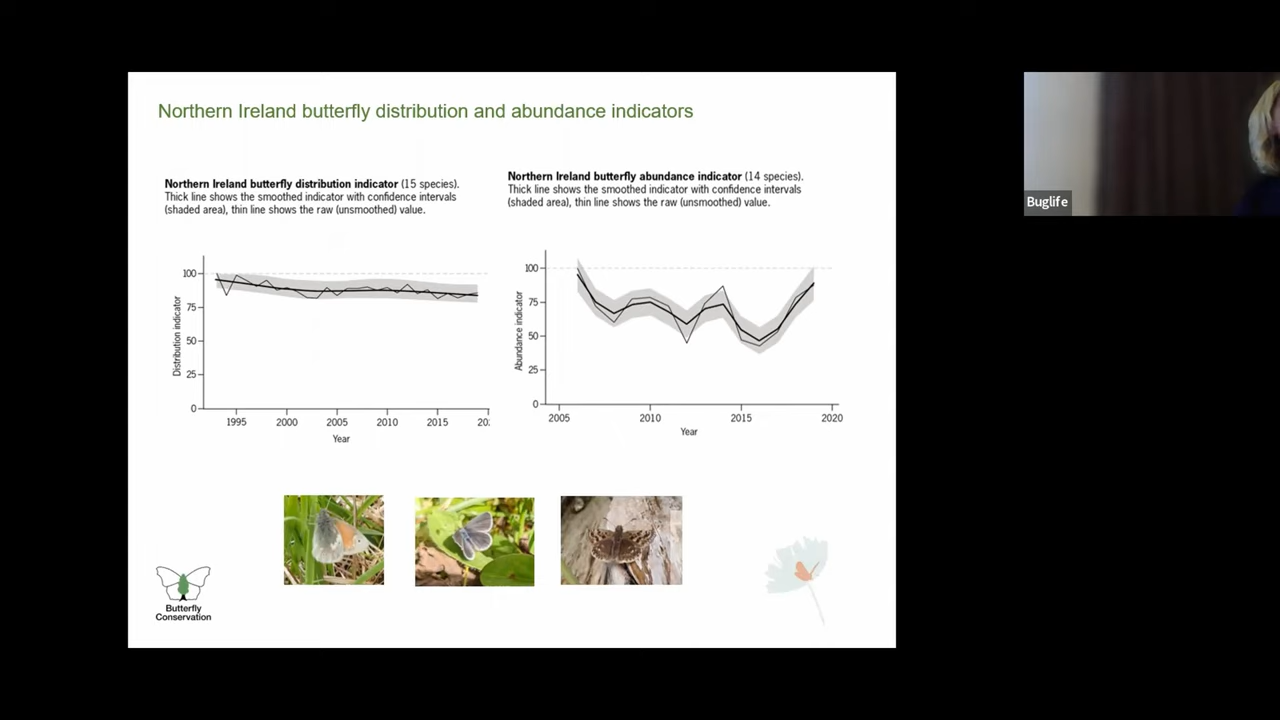 Northern Ireland butterfly distribution and abundance indicators
Northern Ireland butterfly distribution indicator (15 species).
Thick line shows the smoothed indicator with confidence intervals
(shaded area), thin line shows the raw (unsmoothed) value.
Northern Ireland butterfly abundance indicator (14 species).
Thick line shows the smoothed indicator with confidence intervals
(shaded area), thin line shows the raw (unsmoothed) value.
Distribution indicator
100
75
50
25
0
1995 2000 2005 2010 2015 20
Year
Abundance indicator
100
75
50
25
0
2005 2010 2015 2020
Year
Butterfly
Conservation
Buglife